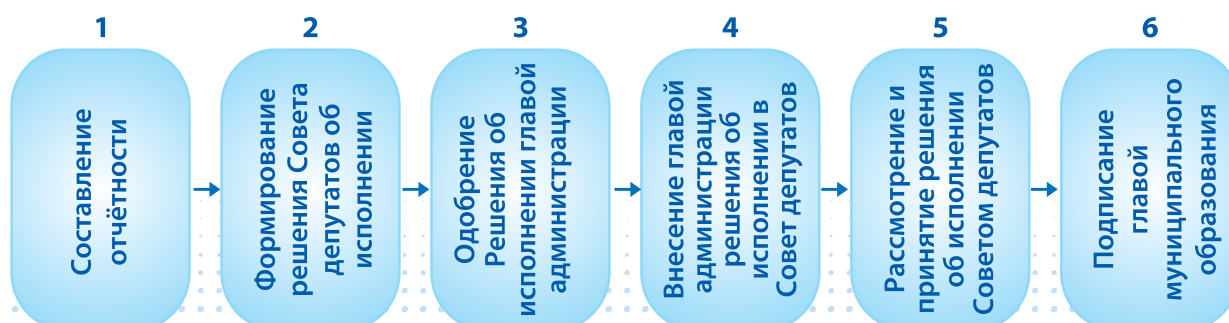 1
Составление
отчётности
2
Формирование
решения Совета
депутатов об
исполнении
3
Одобрение
Решения об
исполнении главой
администрации
4
Внесение главой
администрации
решения об
исполнении в
Совет депутатов
5
Рассмотрение и
принятие решения
об исполнении
Советом депутатов
6
Подписание
главой
муниципального
образования